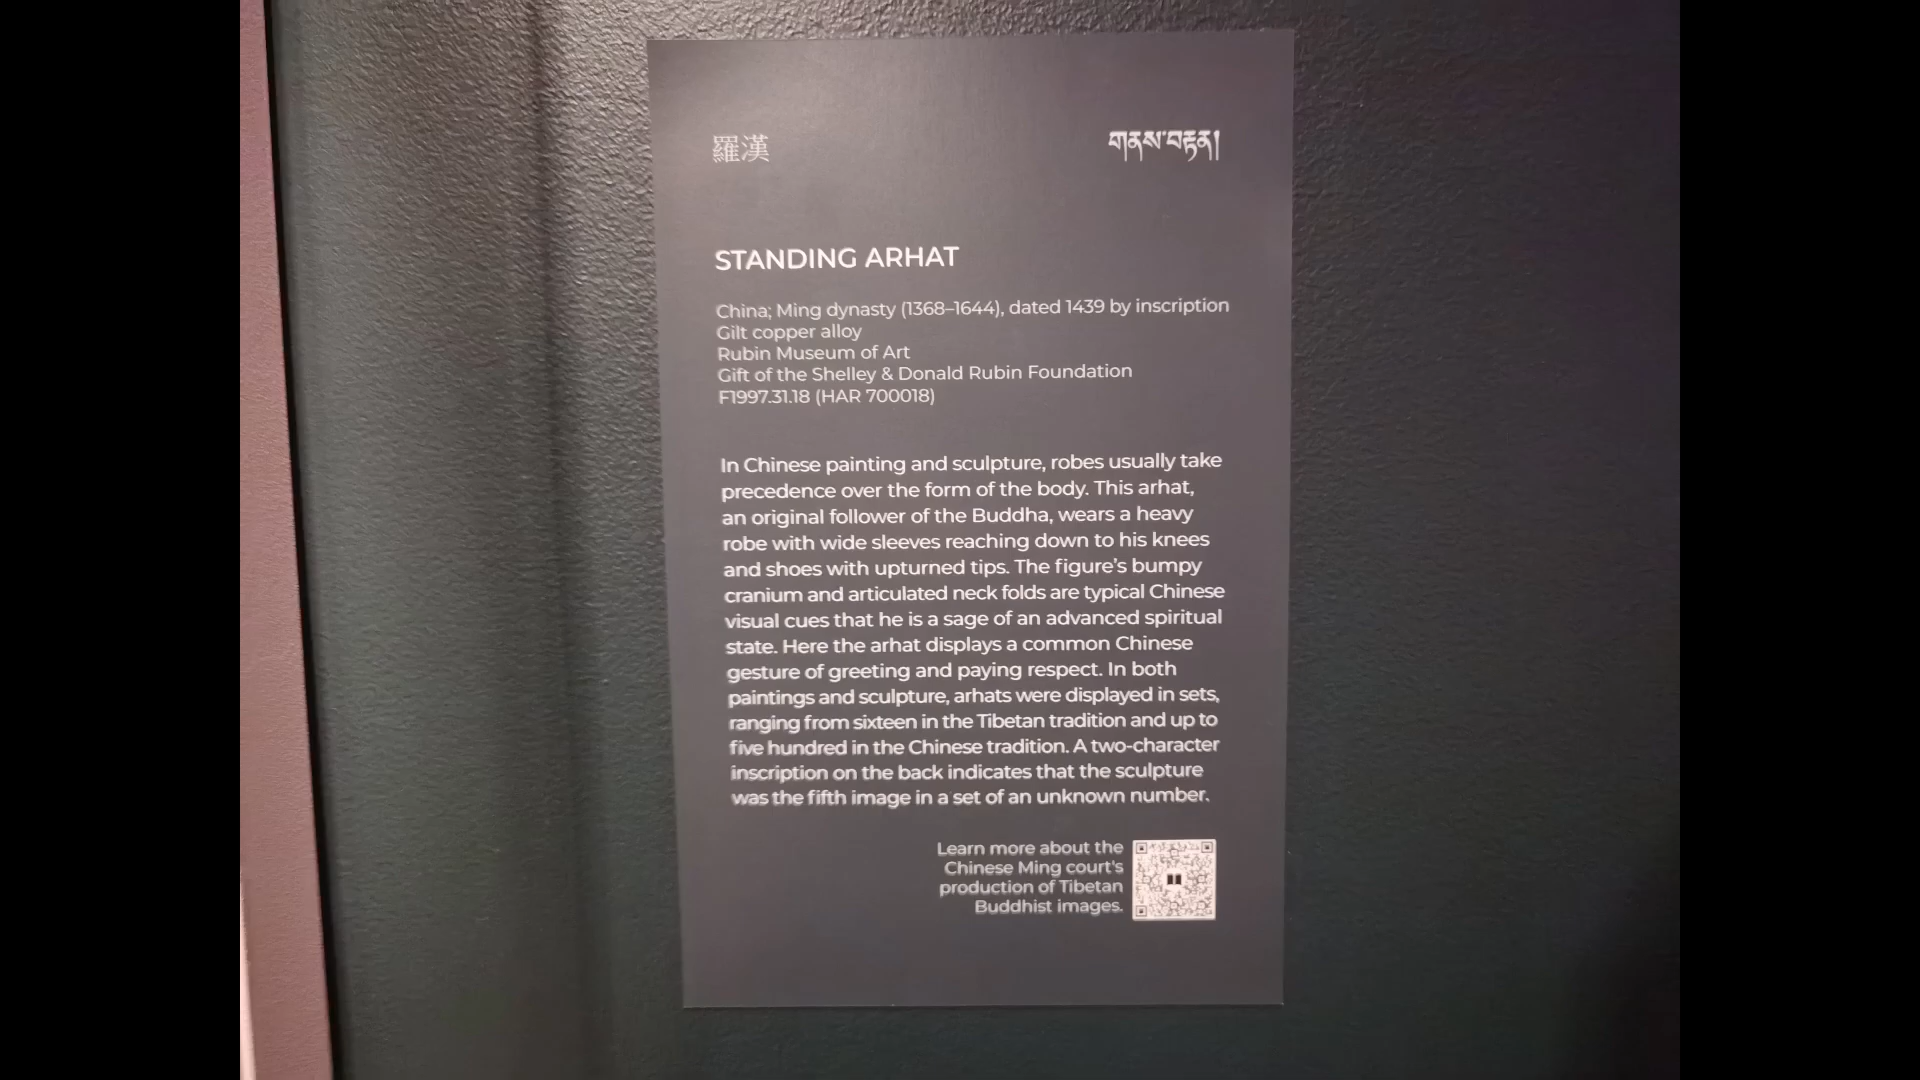 羅漢
གནས་བརྟན།
STANDING ARHAT
China; Ming dynasty (1368–1644), dated 1439 by inscription
Gilt copper alloy
Rubin Museum of Art
Gift of the Shelley & Donald Rubin Foundation
F1997.31.18 (HAR 700018)
In Chinese painting and sculpture, robes usually take
precedence over the form of the body. This arhat,
an original follower of the Buddha, wears a heavy
robe with wide sleeves reaching down to his knees
and shoes with upturned tips. The figure's bumpy
cranium and articulated neck folds are typical Chinese
visual cues that he is a sage of an advanced spiritual
state. Here the arhat displays a common Chinese
gesture of greeting and paying respect. In both
paintings and sculpture, arhats were displayed in sets,
ranging from sixteen in the Tibetan tradition and up to
five hundred in the Chinese tradition. A two-character
inscription on the back indicates that the sculpture
was the fifth image in a set of an unknown number.
Learn more about the
Chinese Ming court's
production of Tibetan
Buddhist images.